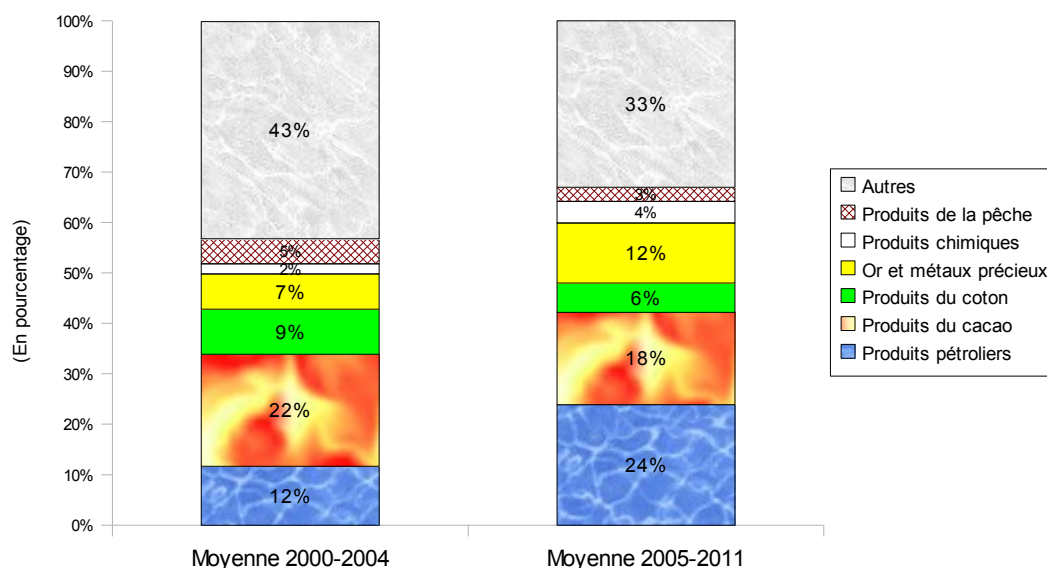 100%
90%
80%
70%
60%
50%
40%
30%
20%
10%
0%
(En pourcentage)
43%
5%
2%
7%
9%
22%
12%
33%
3%
4%
12%
6%
18%
24%
Moyenne 2000-2004
Moyenne 2005-2011
Autres
Produits de la pêche
Produits chimiques
Or et métaux précieux
Produits du coton
Produits du cacao
Produits pétroliers